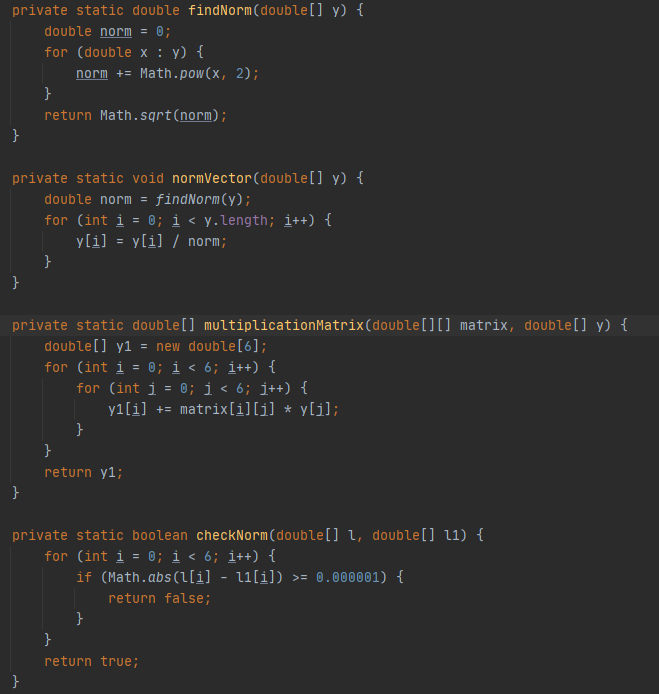 private static double findNorm(double[] y) {
    double norm = 0;
    for (double x : y) {
        norm += Math.pow(x, 2);
    }
    return Math.sqrt(norm);
}

private static void normVector(double[] y) {
    double norm = findNorm(y);
    for (int i = 0; i < y.length; i++) {
        y[i] = y[i] / norm;
    }
}

private static double[] multiplicationMatrix(double[][] matrix, double[] y) {
    double[] y1 = new double[6];
    for (int i = 0; i < 6; i++) {
        for (int j = 0; j < 6; j++) {
            y1[i] += matrix[i][j] * y[j];
        }
    }
    return y1;
}

private static boolean checkNorm(double[] l, double[] l1) {
    for (int i = 0; i < 6; i++) {
        if (Math.abs(l[i] - l1[i]) >= 0.000001) {
            return false;
        }
    }
    return true;
}